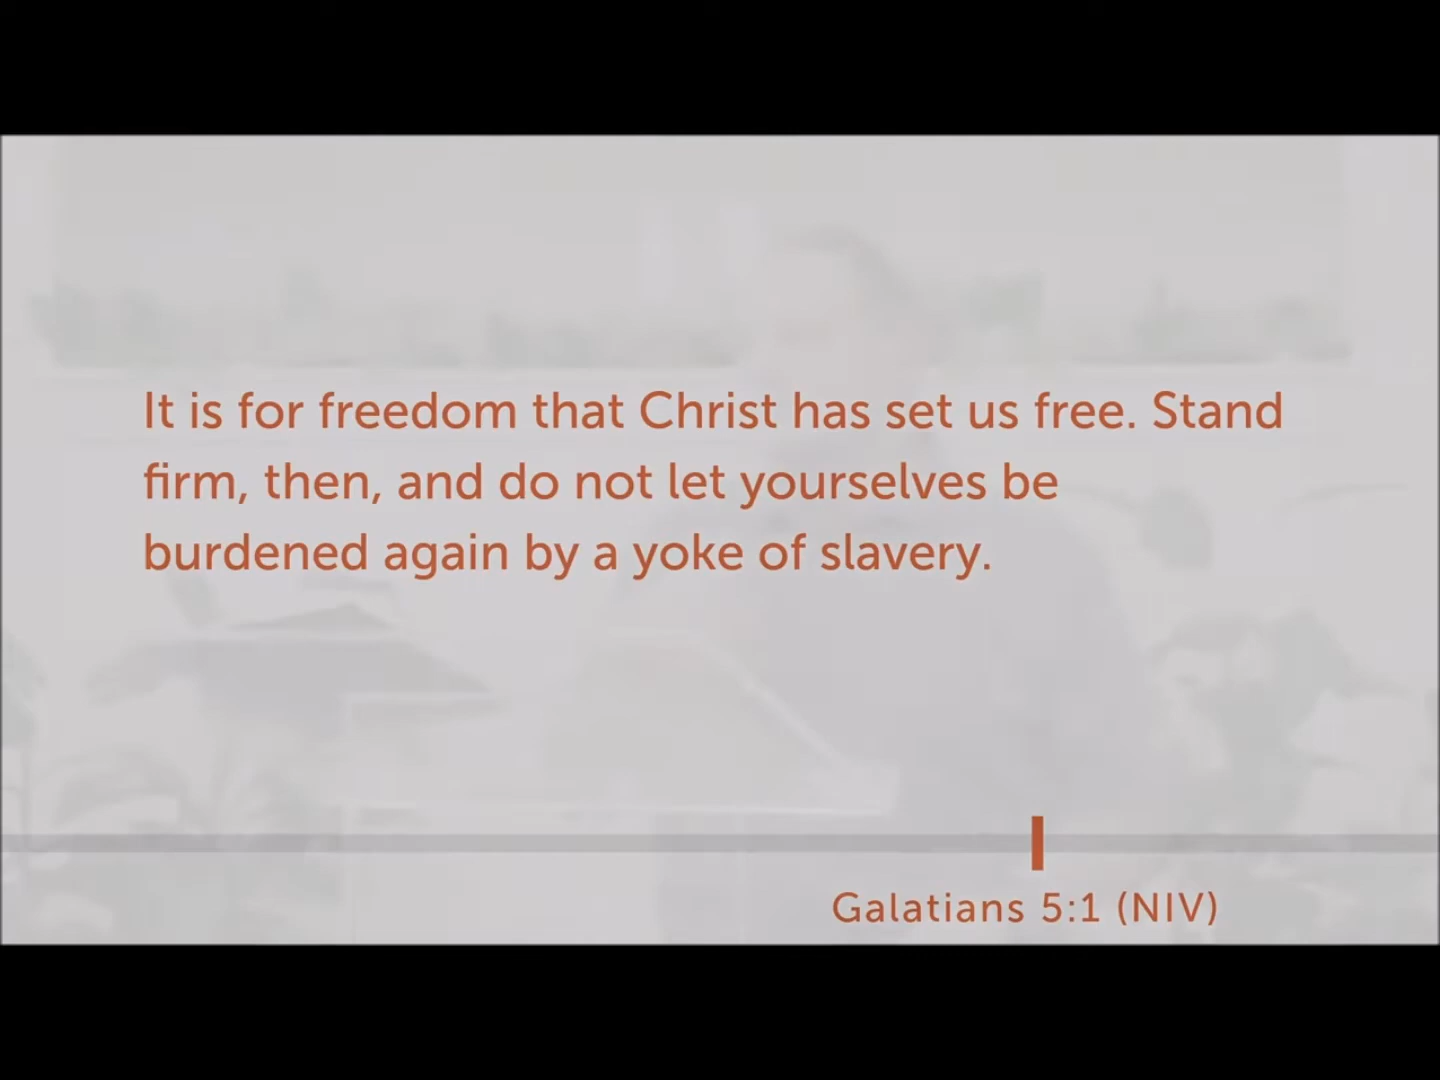 It is for freedom that Christ has set us free. Stand
firm, then, and do not let yourselves be
burdened again by a yoke of slavery.
Galatians 5:1 (NIV)